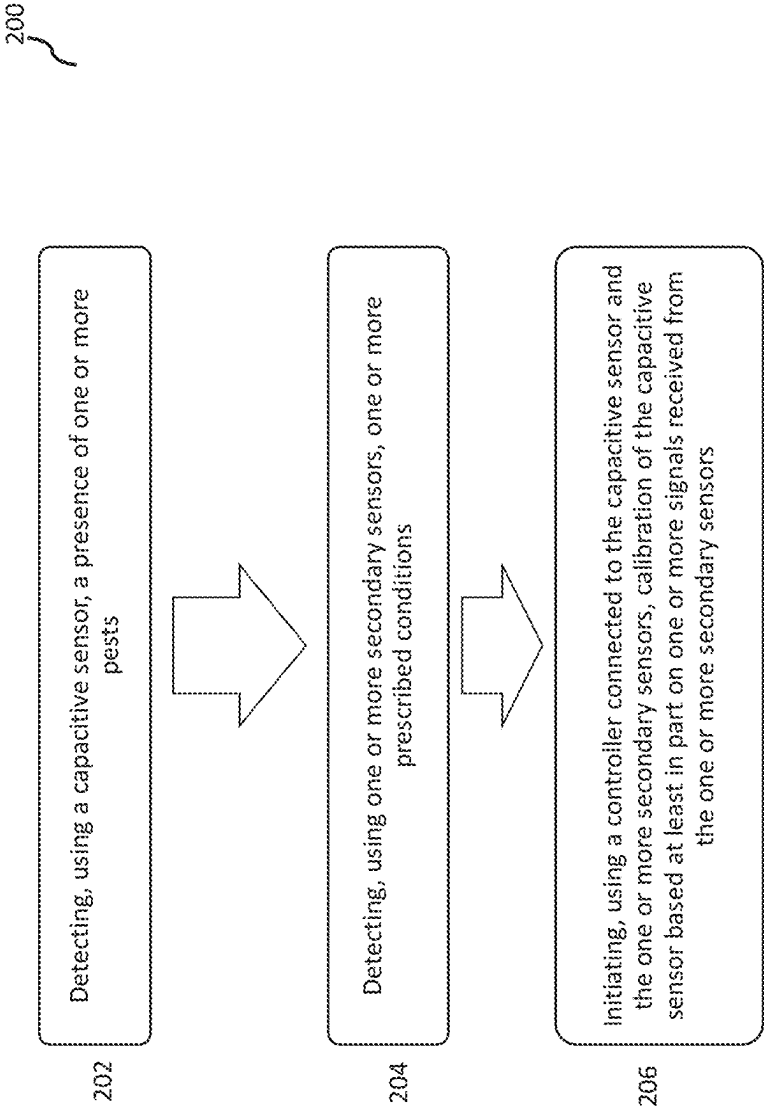 200
202
Detecting, using a capacitive sensor, a presence of one or more
pests
204
Detecting, using one or more secondary sensors, one or more
prescribed conditions
206
Initiating, using a controller connected to the capacitive sensor and
the one or more secondary sensors, calibration of the capacitive
sensor based at least in part on one or more signals received from
the one or more secondary sensors